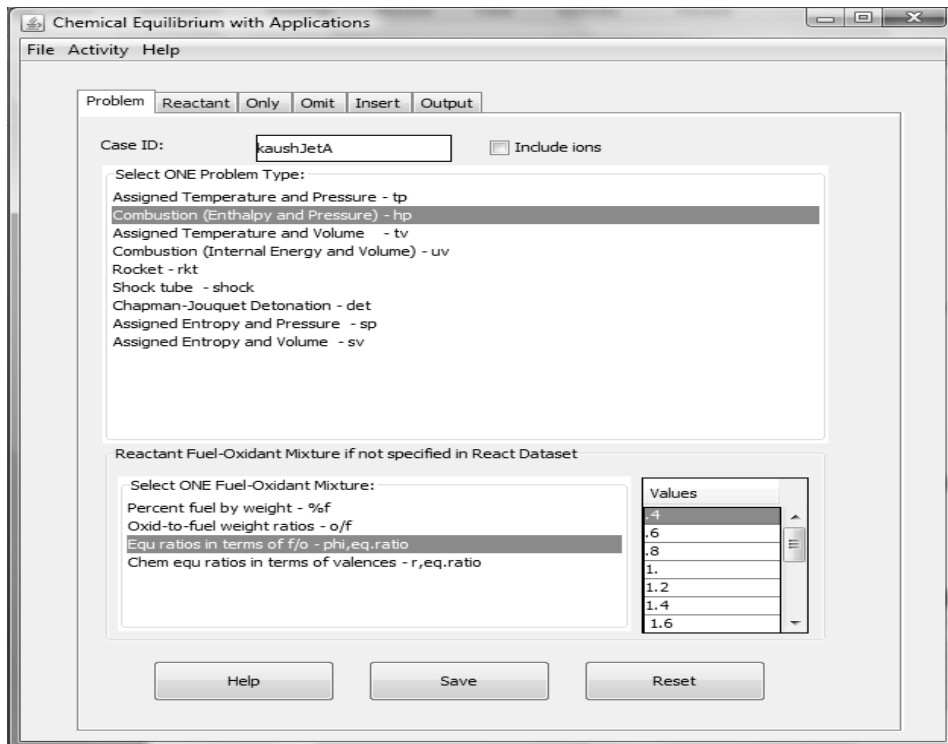 Chemical Equilibrium with Applications
File Activity Help
Problem Reactant Only Omit Insert Output
Case ID: kaushJetA Include ions
Select ONE Problem Type:
Assigned Temperature and Pressure - tp
Combustion (Enthalpy and Pressure) - hp
Assigned Temperature and Volume - tv
Combustion (Internal Energy and Volume) - uv
Rocket - rkt
Shock tube - shock
Chapman-Jouquet Detonation - det
Assigned Entropy and Pressure - sp
Assigned Entropy and Volume - sv
Reactant Fuel-Oxidant Mixture if not specified in React Dataset
Select ONE Fuel-Oxidant Mixture:
Percent fuel by weight - %f
Oxid-to-fuel weight ratios - o/f
Equ ratios in terms of f/o - phi,eq.ratio
Chem equ ratios in terms of valences - r,eq.ratio
Values
.4
.6
.8
1.
1.2
1.4
1.6
Help Save Reset